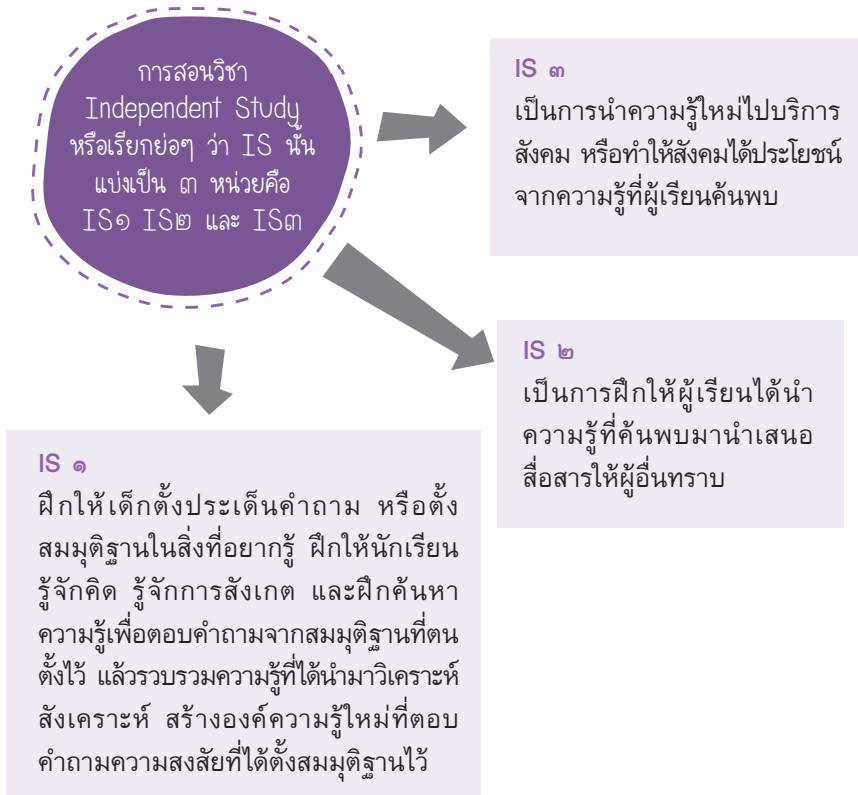 การสอนวิชา
Independent Study
หรือเรียกย่อๆ ว่า IS นั้น
แบ่งเป็น ๓ หน่วยคือ
IS๑ IS๒ และ IS๓
IS ๓
เป็นการนำความรู้ใหม่ไปบริการ
สังคม หรือทำให้สังคมได้ประโยชน์
จากความรู้ที่ผู้เรียนค้นพบ
IS ๒
เป็นการฝึกให้ผู้เรียนได้นำ
ความรู้ที่ค้นพบมานำเสนอ
สื่อสารให้ผู้อื่นทราบ
IS ๑
ฝึกให้เด็กตั้งประเด็นคำถาม หรือตั้ง
สมมุติฐานในสิ่งที่อยากรู้ ฝึกให้นักเรียน
รู้จักคิด รู้จักการสังเกต และฝึกค้นหา
ความรู้เพื่อตอบคำถามจากสมมุติฐานที่ตน
ตั้งไว้ แล้วรวบรวมความรู้ที่ได้นำมาวิเคราะห์
สังเคราะห์ สร้างองค์ความรู้ใหม่ที่ตอบ
คำถามความสงสัยที่ได้ตั้งสมมุติฐานไว้